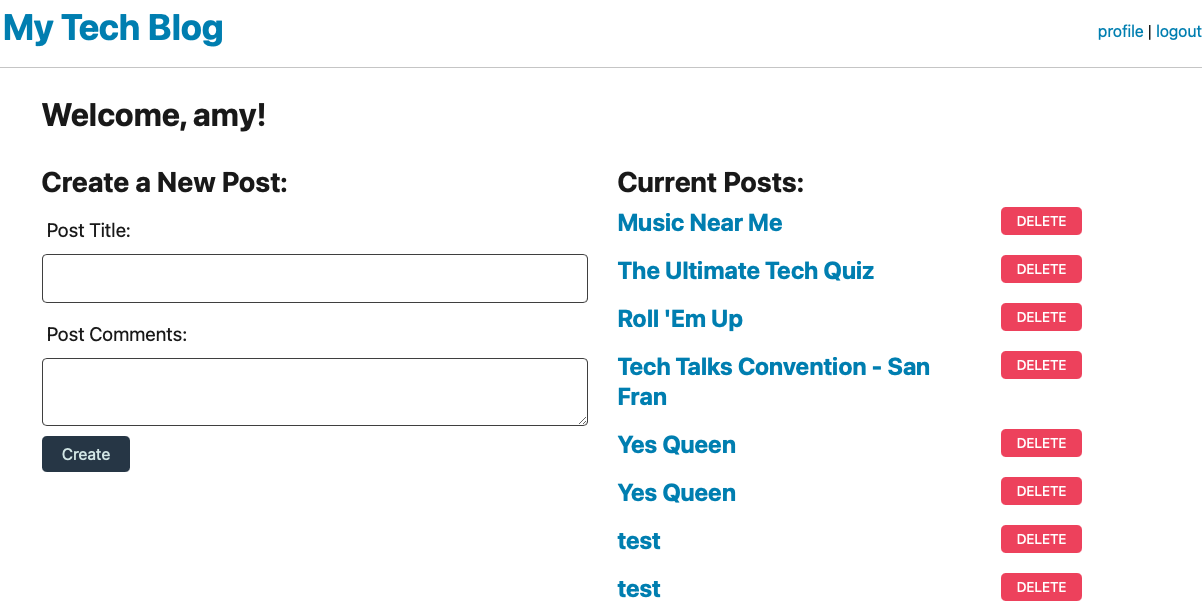 My Tech Blog
profile | logout
Welcome, amy!
Create a New Post:
Post Title:
Post Comments:
Create
Current Posts:
Music Near Me DELETE
The Ultimate Tech Quiz DELETE
Roll 'Em Up DELETE
Tech Talks Convention - San DELETE
Fran
Yes Queen DELETE
Yes Queen DELETE
test DELETE
test DELETE